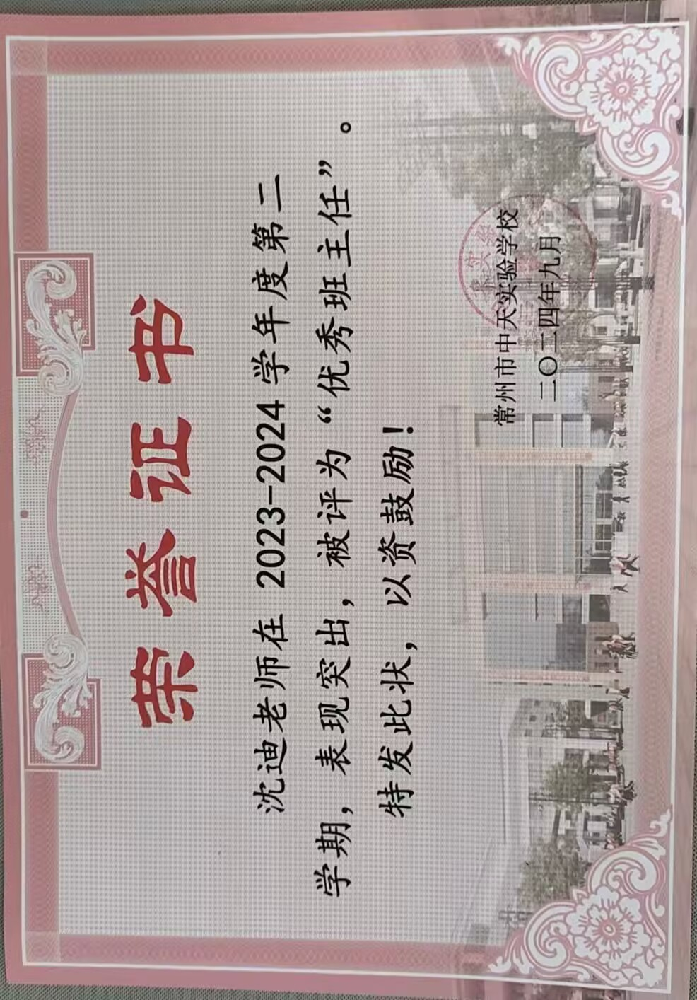 荣誉证书
沈迪老师在 2023-2024 学年度第二
学期，表现突出，被评为“优秀班主任”。
特发此状，以资鼓励！
常州市中天实验学校
二〇二四年九月